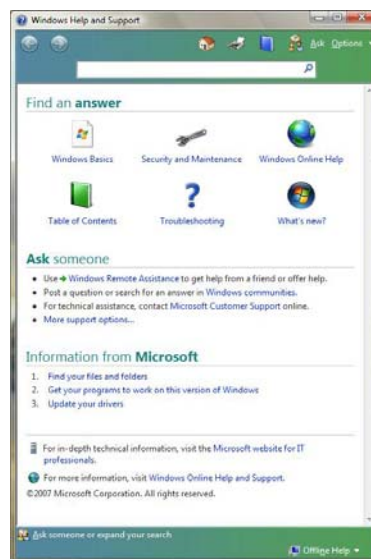 Windows Help and Support
Ask Options
Find an answer
Windows Basics
Security and Maintenance
Windows Online Help
Table of Contents
Troubleshooting
What's new?
Ask someone
Use Windows Remote Assistance to get help from a friend or offer help.
Post a question or search for an answer in Windows communities.
For technical assistance, contact Microsoft Customer Support online.
More support options...
Information from Microsoft
1. Find your files and folders
2. Get your programs to work on this version of Windows
3. Update your drivers
For in-depth technical information, visit the Microsoft website for IT
professionals.
For more information, visit Windows Online Help and Support.
©2007 Microsoft Corporation. All rights reserved.
Ask someone or expand your search
Offline Help